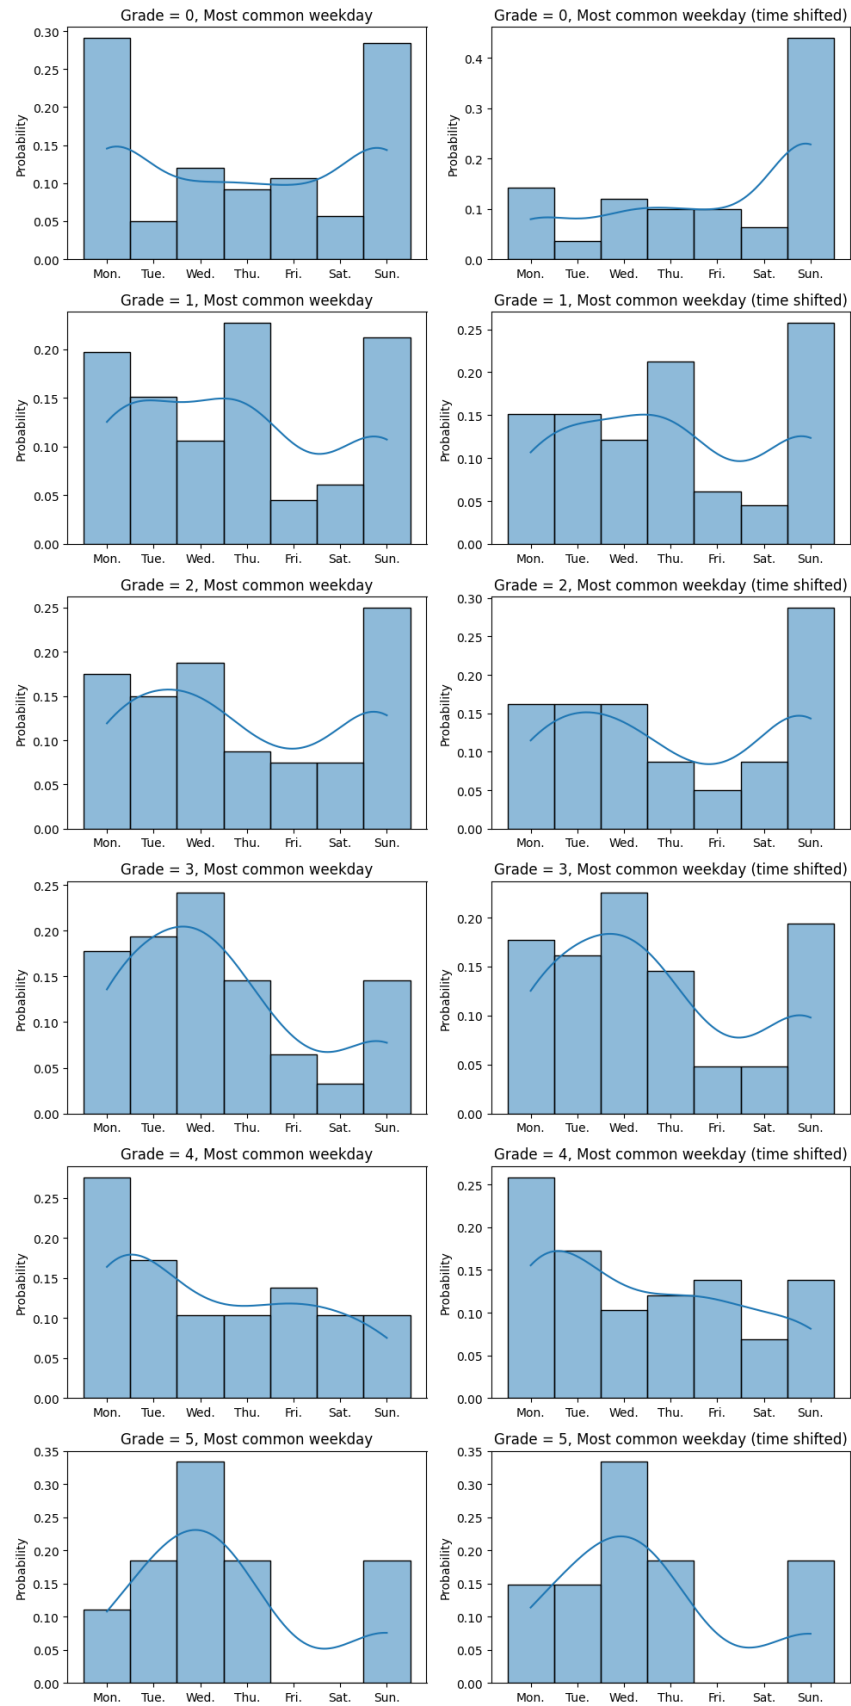 Grade = 0, Most common weekday
Probability
0.30
0.25
0.20
0.15
0.10
0.05
0.00
Mon. Tue. Wed. Thu. Fri. Sat. Sun.
Grade = 0, Most common weekday (time shifted)
Probability
0.4
0.3
0.2
0.1
0.0
Mon. Tue. Wed. Thu. Fri. Sat. Sun.
Grade = 1, Most common weekday
Probability
0.20
0.15
0.10
0.05
0.00
Mon. Tue. Wed. Thu. Fri. Sat. Sun.
Grade = 1, Most common weekday (time shifted)
Probability
0.25
0.20
0.15
0.10
0.05
0.00
Mon. Tue. Wed. Thu. Fri. Sat. Sun.
Grade = 2, Most common weekday
Probability
0.25
0.20
0.15
0.10
0.05
0.00
Mon. Tue. Wed. Thu. Fri. Sat. Sun.
Grade = 2, Most common weekday (time shifted)
Probability
0.30
0.25
0.20
0.15
0.10
0.05
0.00
Mon. Tue. Wed. Thu. Fri. Sat. Sun.
Grade = 3, Most common weekday
Probability
0.25
0.20
0.15
0.10
0.05
0.00
Mon. Tue. Wed. Thu. Fri. Sat. Sun.
Grade = 3, Most common weekday (time shifted)
Probability
0.20
0.15
0.10
0.05
0.00
Mon. Tue. Wed. Thu. Fri. Sat. Sun.
Grade = 4, Most common weekday
Probability
0.25
0.20
0.15
0.10
0.05
0.00
Mon. Tue. Wed. Thu. Fri. Sat. Sun.
Grade = 4, Most common weekday (time shifted)
Probability
0.25
0.20
0.15
0.10
0.05
0.00
Mon. Tue. Wed. Thu. Fri. Sat. Sun.
Grade = 5, Most common weekday
Probability
0.35
0.30
0.25
0.20
0.15
0.10
0.05
0.00
Mon. Tue. Wed. Thu. Fri. Sat. Sun.
Grade = 5, Most common weekday (time shifted)
Probability
0.35
0.30
0.25
0.20
0.15
0.10
0.05
0.00
Mon. Tue. Wed. Thu. Fri. Sat. Sun.